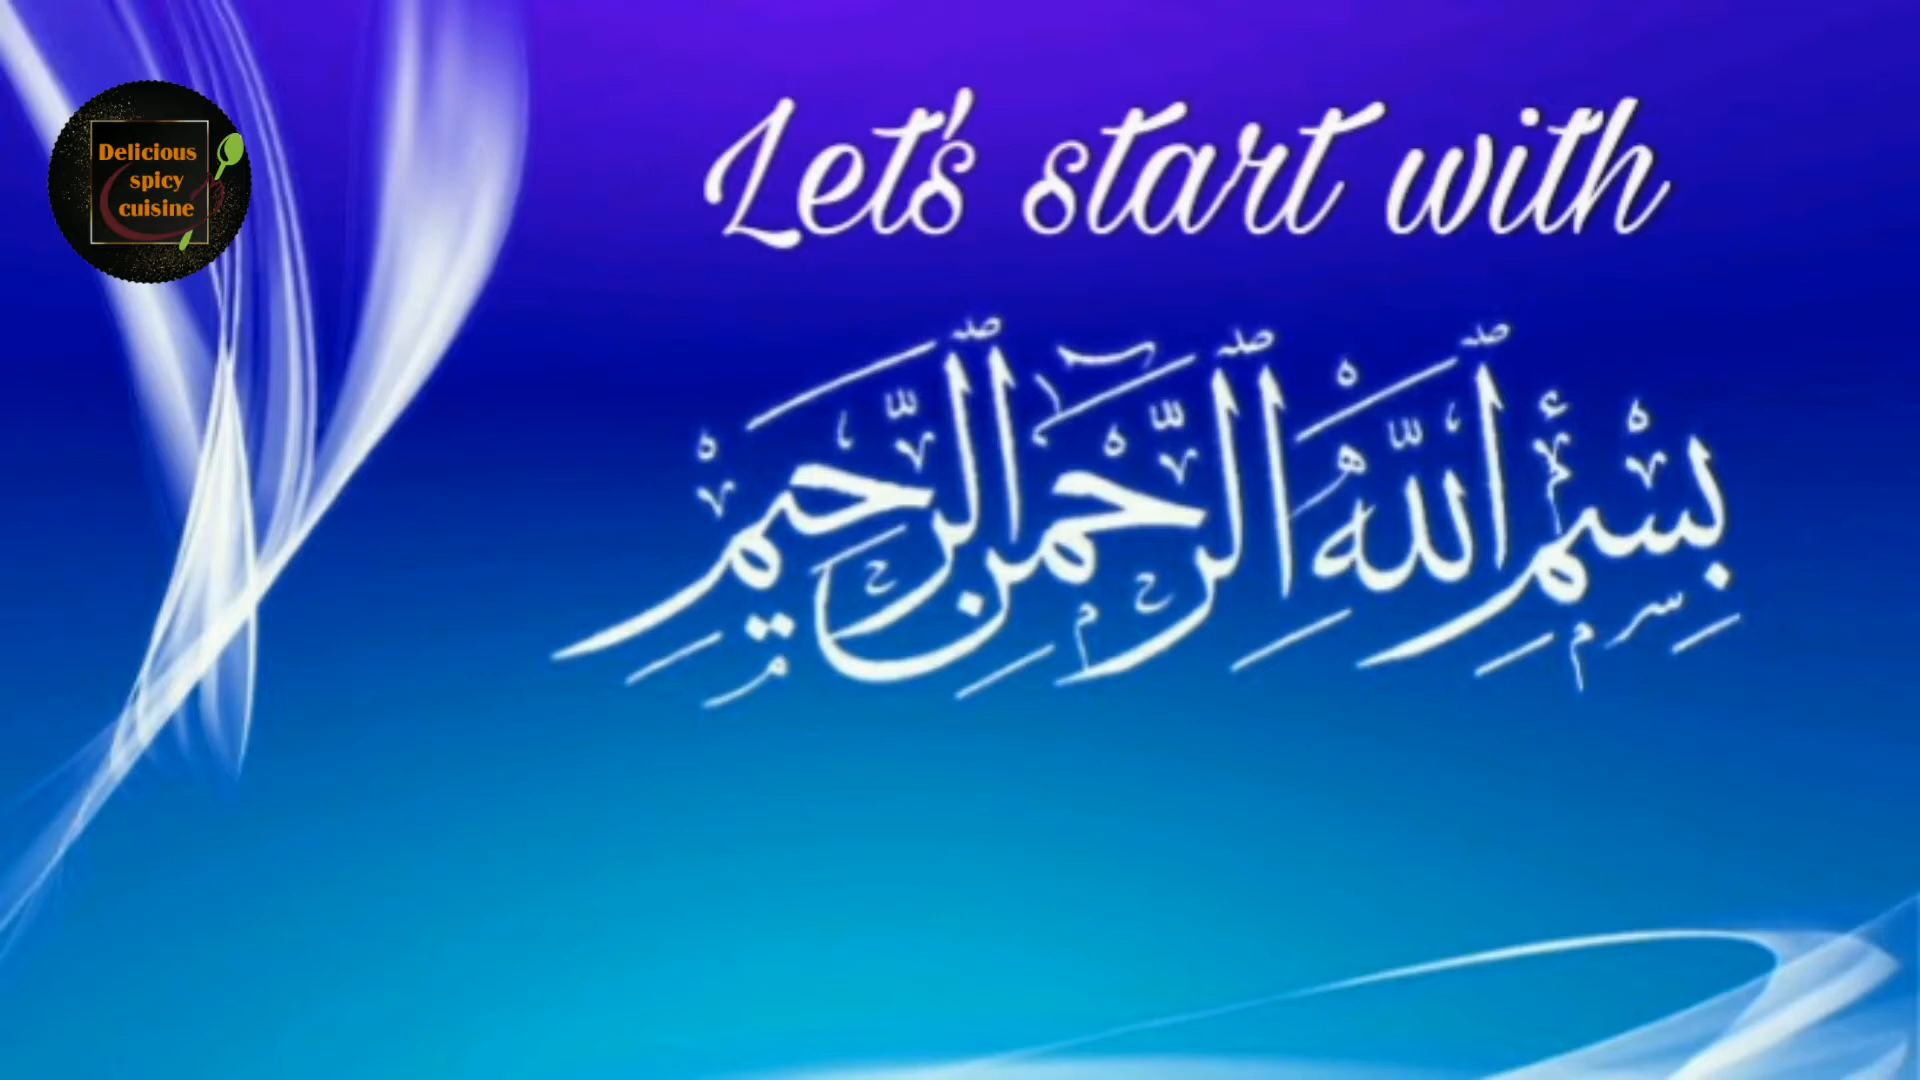 Delicious
spicy
cuisine
Let's start with
بِسْمِ ٱللَّهِ ٱلرَّحْمَٰنِ ٱلرَّحِيمِ